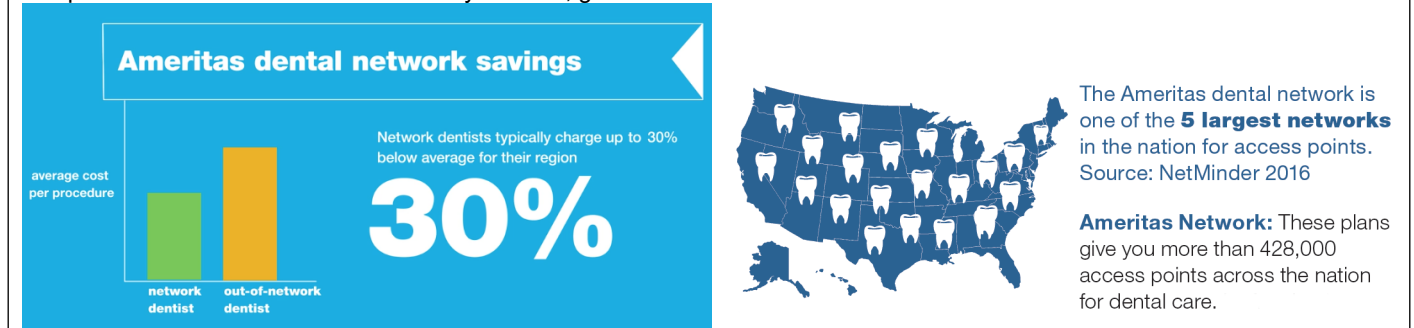 Ameritas dental network savings
Network dentists typically charge up to 30%
below average for their region
30%
average cost
per procedure
network
dentist
out-of-network
dentist
The Ameritas dental network is
one of the 5 largest networks
in the nation for access points.
Source: NetMinder 2016
Ameritas Network: These plans
give you more than 428,000
access points across the nation
for dental care.